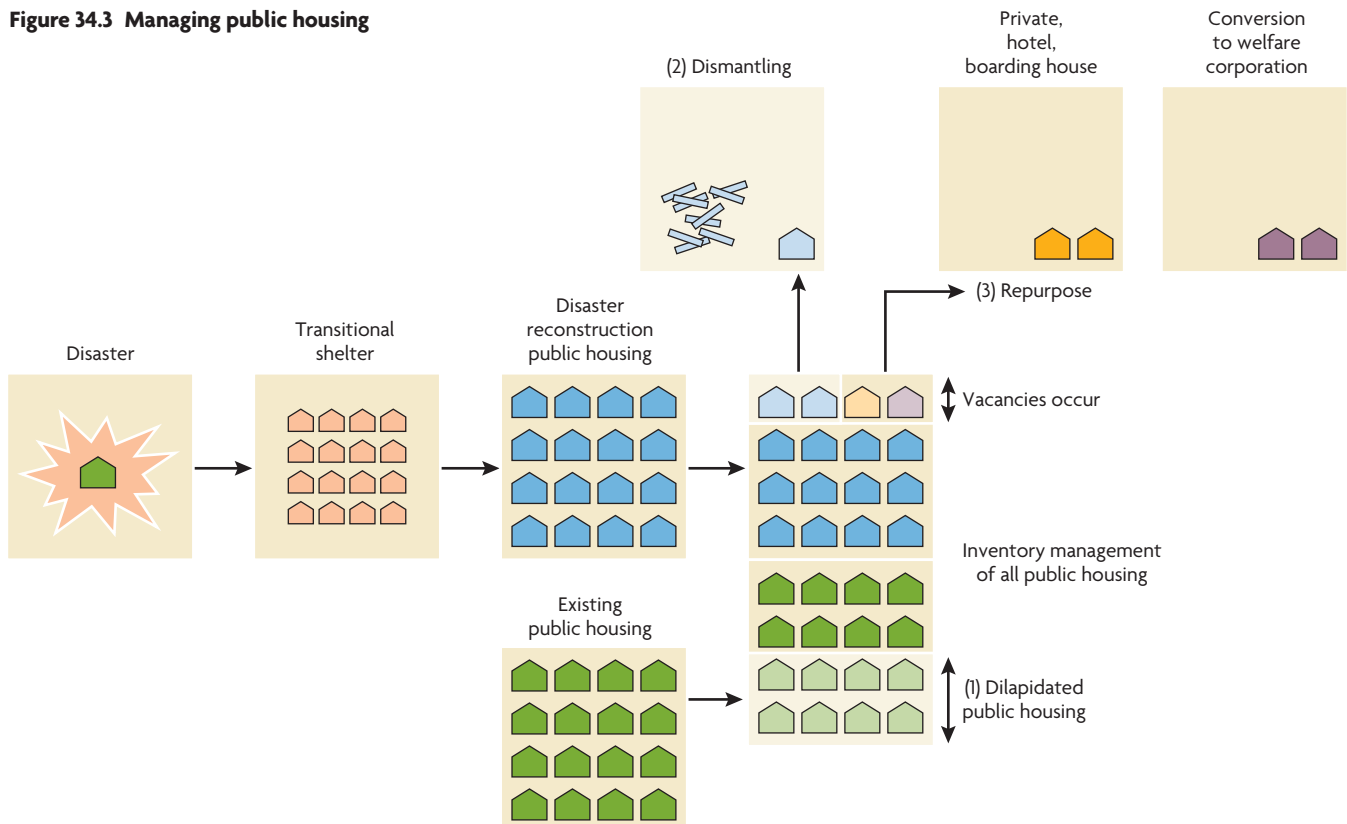 Figure 34.3 Managing public housing
(2) Dismantling
Private,
hotel,
boarding house
Conversion
to welfare
corporation
(3) Repurpose
Disaster
Transitional
shelter
Disaster
reconstruction
public housing
Vacancies occur
Inventory management
of all public housing
Existing
public housing
(1) Dilapidated
public housing